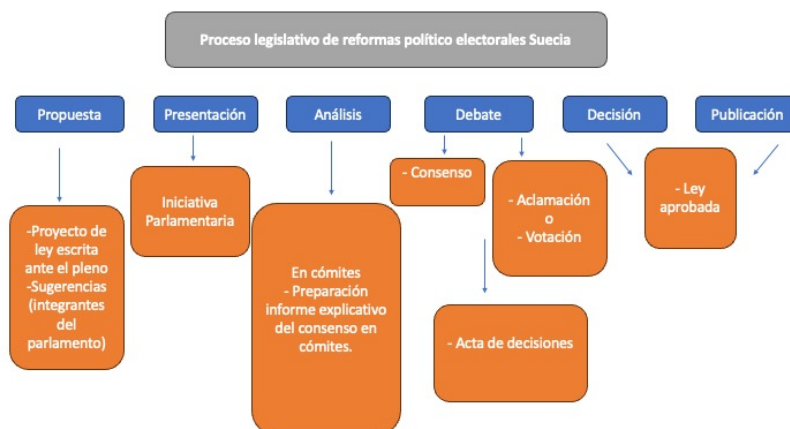 Proceso legislativo de reformas político electorales Suecia
Propuesta
Presentación
Análisis
Debate
Decisión
Publicación
-Proyecto de
ley escrita
ante el pleno
-Sugerencias
(integrantes
del
parlamento)
Iniciativa
Parlamentaria
En cómites
- Preparación
informe explicativo
del consenso en
cómites.
- Consenso
- Aclamación
o
- Votación
- Acta de decisiones
- Ley
aprobada